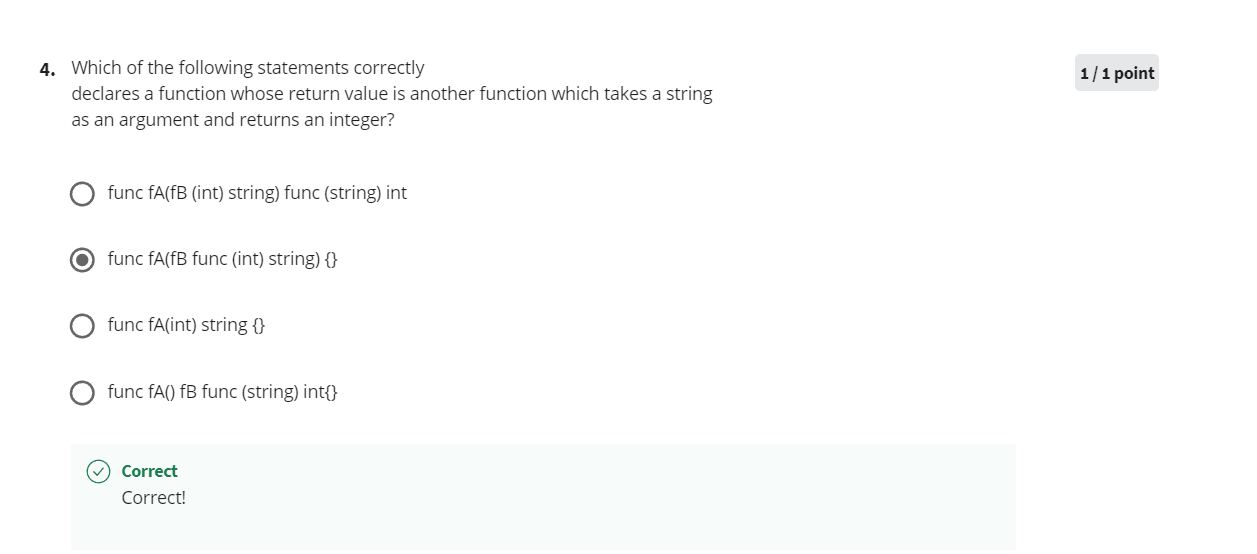 4. Which of the following statements correctly
1 / 1 point
declares a function whose return value is another function which takes a string
as an argument and returns an integer?
func fA(fB (int) string) func (string) int
func fA(fB func (int) string) {}
func fA(int) string {}
func fA() fB func (string) int{}
Correct
Correct!